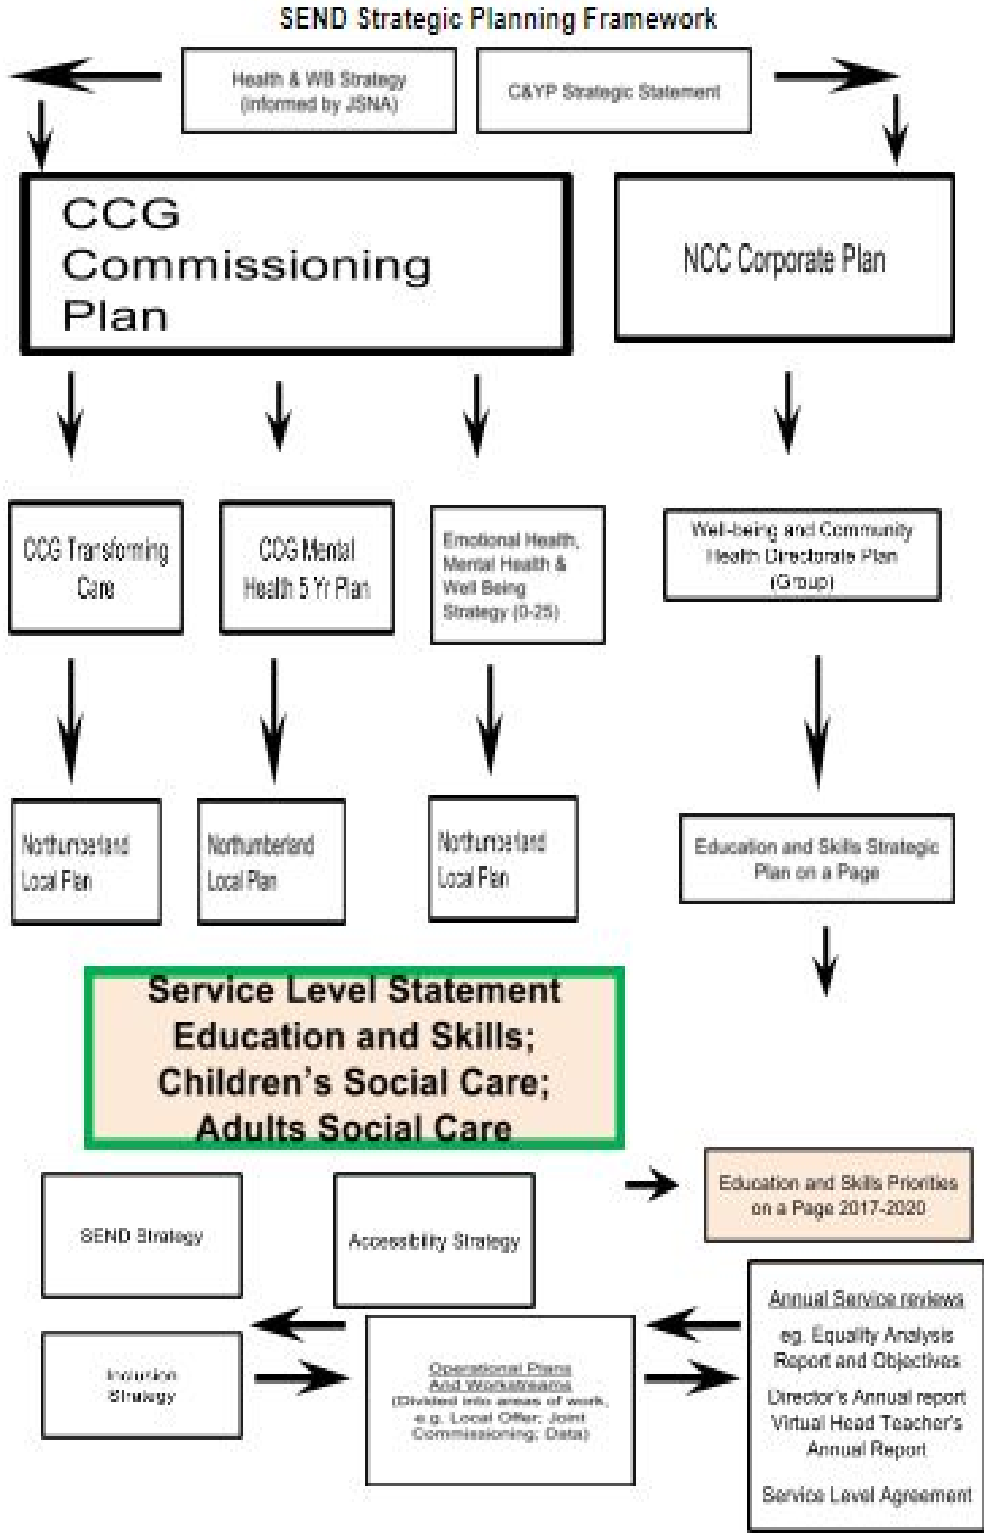 SEND Strategic Planning Framework
Health & WB Strategy
(informed by JSNA)
C&YP Strategic Statement
CCG
Commissioning
Plan
NCC Corporate Plan
CCG Transforming
Care
CCG Mental
Health 5 Yr Plan
Emotional Health,
Mental Health &
Well Being
Strategy (0-25)
Well-being and Community
Health Directorate Plan
(Group)
Northumberland
Local Plan
Northumberland
Local Plan
Northumberland
Local Plan
Education and Skills Strategic
Plan on a Page
Service Level Statement
Education and Skills;
Children's Social Care;
Adults Social Care
SEND Strategy
Accessibility Strategy
Education and Skills Priorities
on a Page 2017-2020
Inclusion
Strategy
Operational Plans
And Workstreams
(Divided into areas of work,
e.g. Local Offer; Joint
Commissioning; Data)
Annual Service reviews
eg. Equality Analysis
Report and Objectives
Director's Annual report
Virtual Head Teacher's
Annual Report
Service Level Agreement